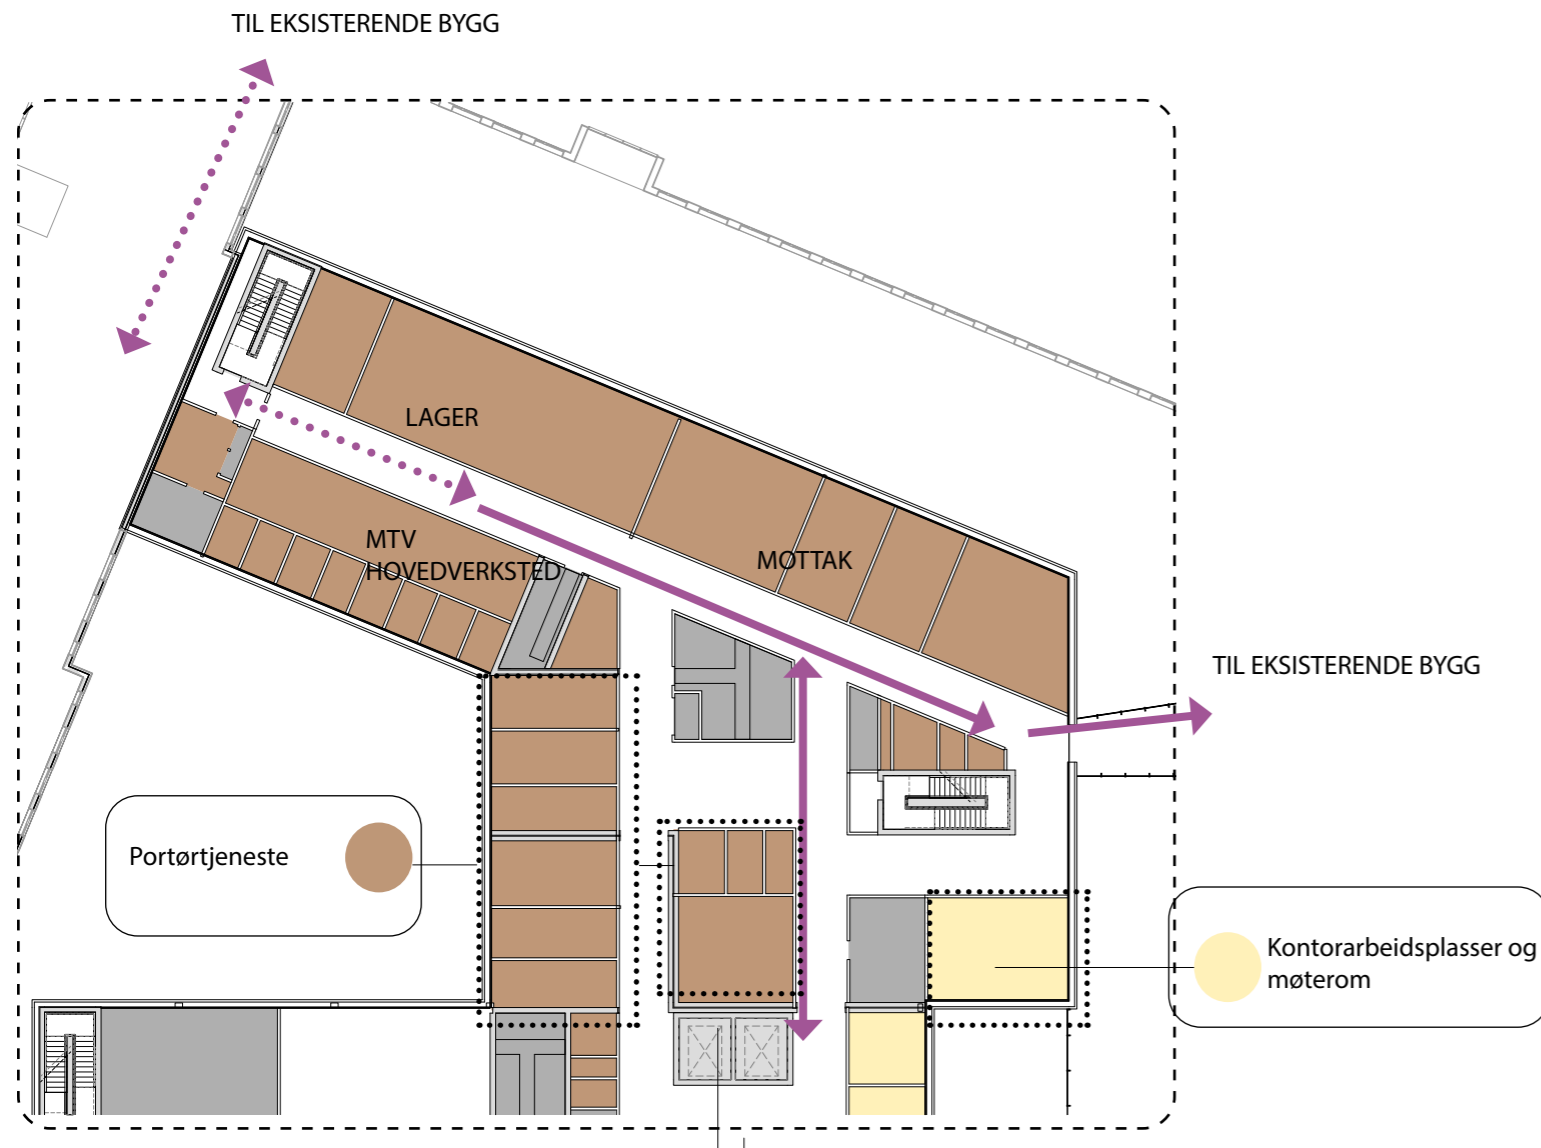 TIL EKSISTERENDE BYGG
LAGER
MTV
HOVEDVERKSTED
MOTTAK
TIL EKSISTERENDE BYGG
Portørtjeneste
Kontorarbeidsplasser og
møterom